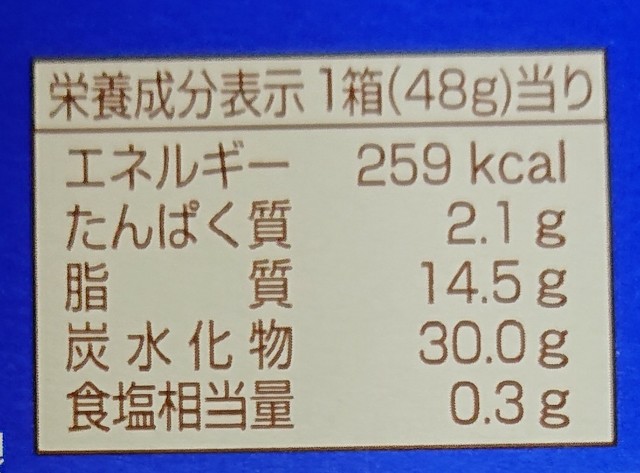 栄養成分表示 1箱(48g)当り
エネルギー 259 kcal
たんぱく質 2.1 g
脂質 14.5 g
炭水化物 30.0 g
食塩相当量 0.3 g